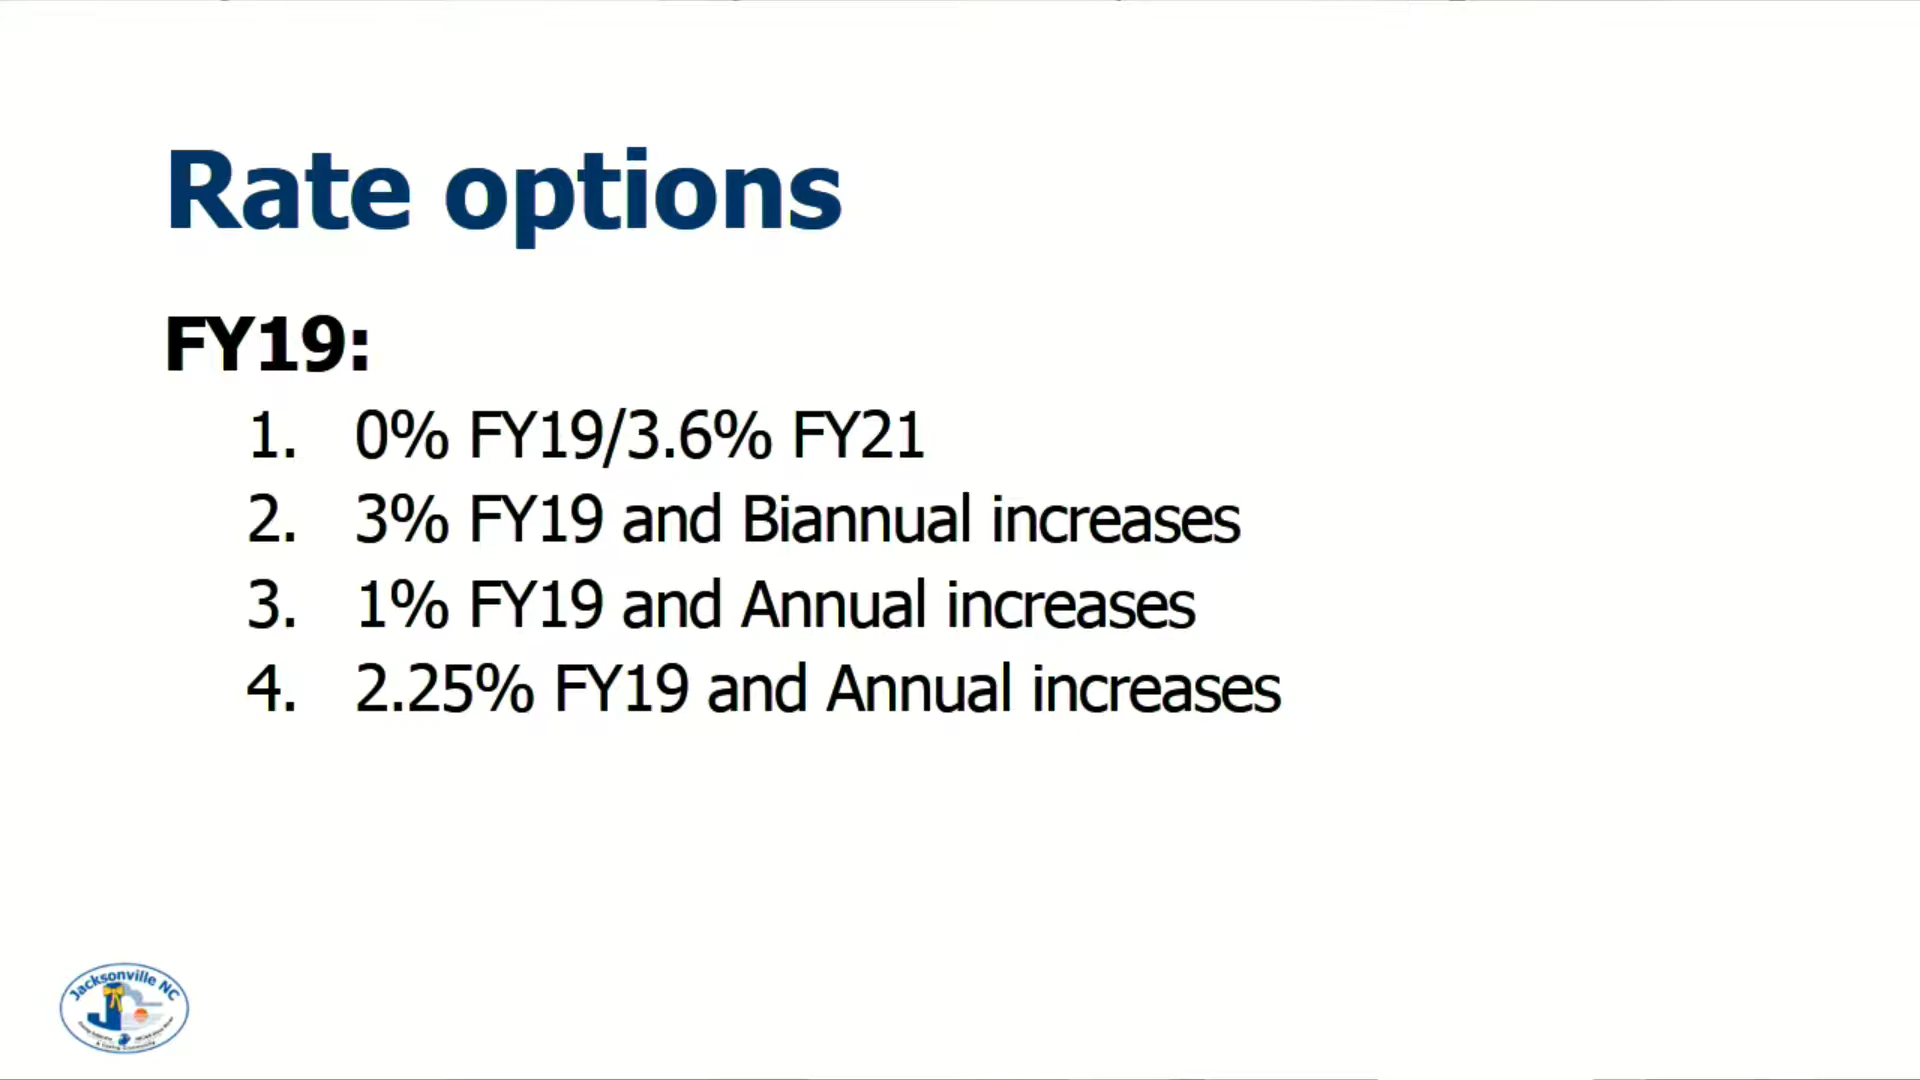 Rate options
FY19:
1. 0% FY19/3.6% FY21
2. 3% FY19 and Biannual increases
3. 1% FY19 and Annual increases
4. 2.25% FY19 and Annual increases
Jacksonville NC